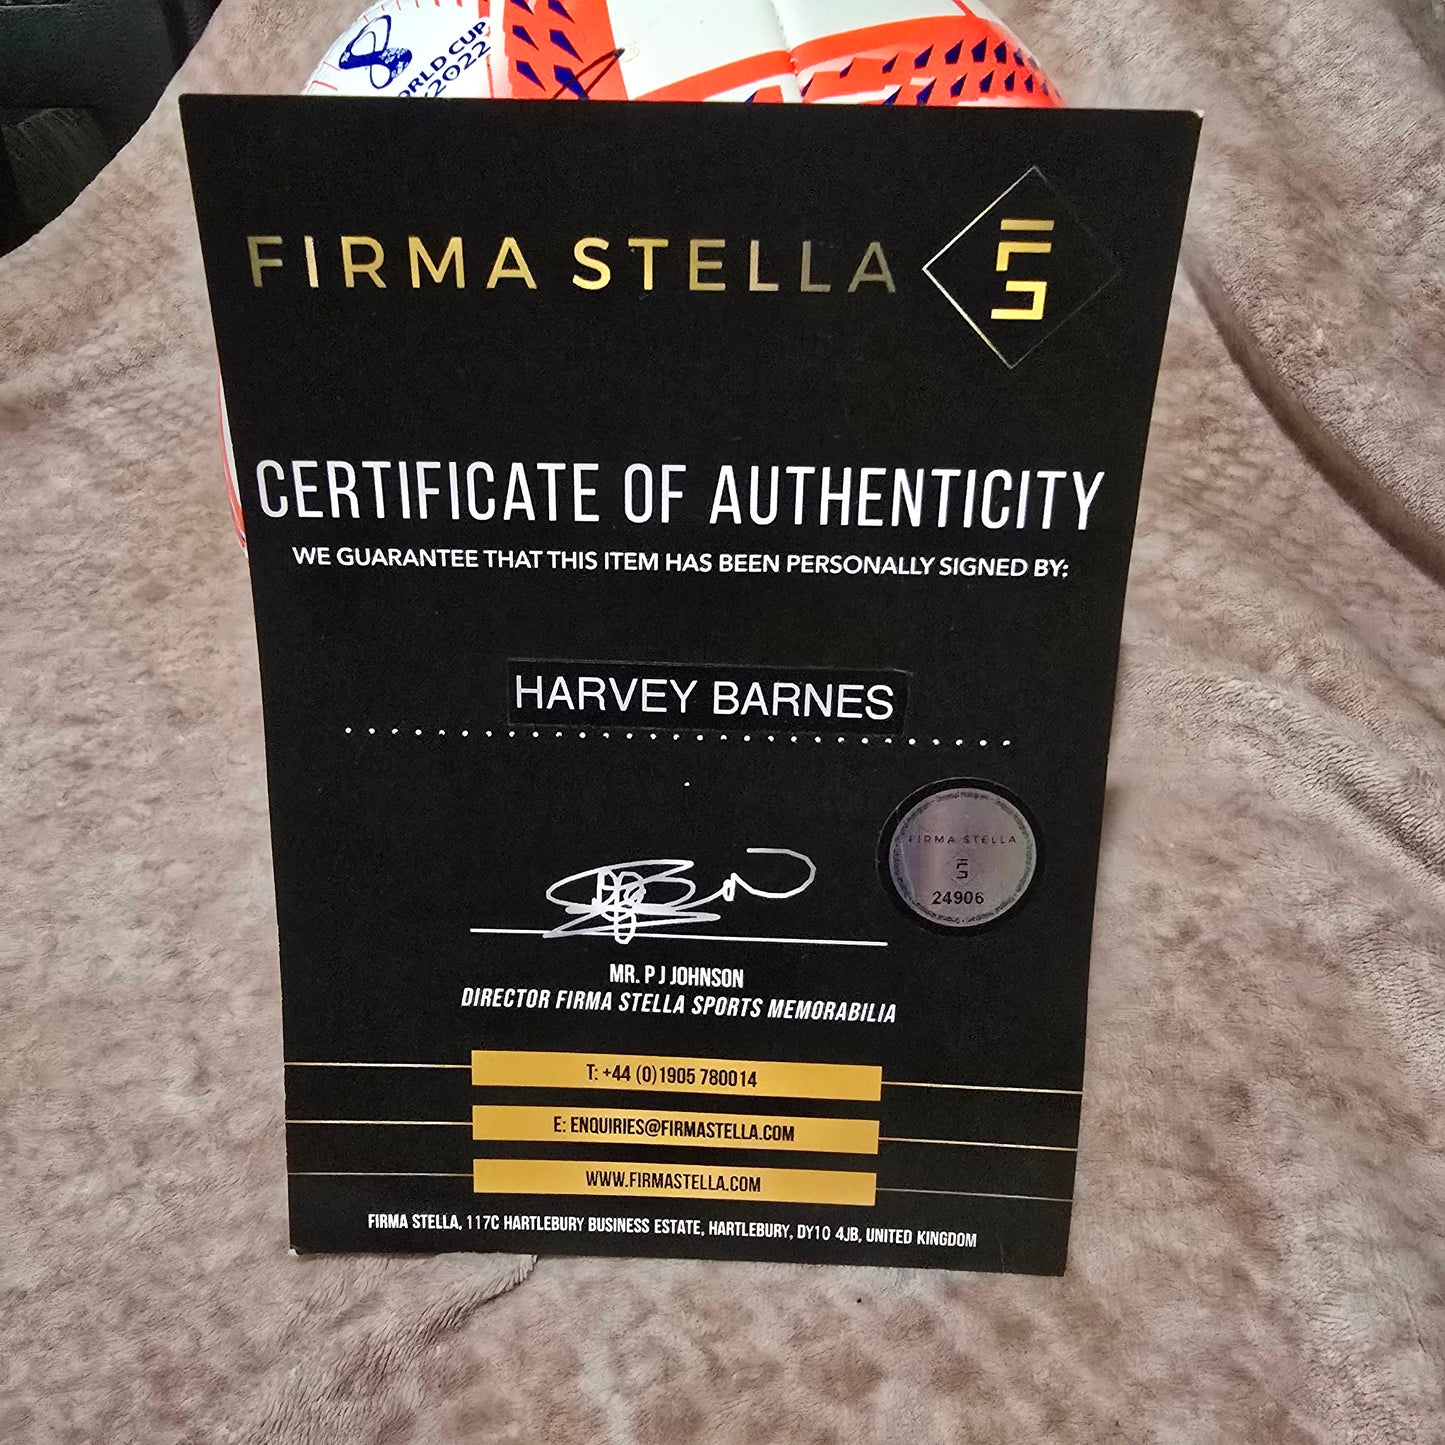 WORLD CUP
2022
FIRMA STELLA
FS
CERTIFICATE OF AUTHENTICITY
WE GUARANTEE THAT THIS ITEM HAS BEEN PERSONALLY SIGNED BY:
HARVEY BARNES
FIRMA STELLA
FS
24906
MR. P J JOHNSON
DIRECTOR FIRMA STELLA SPORTS MEMORABILIA
T: +44 (0)1905 780014
E: ENQUIRIES@FIRMASTELLA.COM
WWW.FIRMASTELLA.COM
FIRMA STELLA, 117C HARTLEBURY BUSINESS ESTATE, HARTLEBURY, DY10 4JB, UNITED KINGDOM